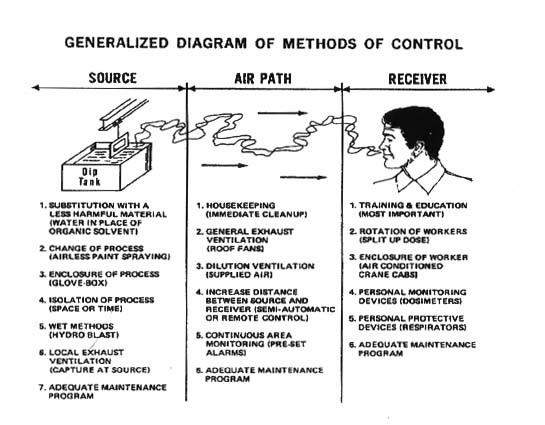 GENERALIZED DIAGRAM OF METHODS OF CONTROL
SOURCE
AIR PATH
RECEIVER
Dip
Tank
1. SUBSTITUTION WITH A
LESS HARMFUL MATERIAL
(WATER IN PLACE OF
ORGANIC SOLVENT)
2. CHANGE OF PROCESS
(AIRLESS PAINT SPRAYING)
3. ENCLOSURE OF PROCESS
(GLOVE-BOX)
4. ISOLATION OF PROCESS
(SPACE OR TIME)
5. WET METHODS
(HYDRO BLAST)
6. LOCAL EXHAUST
VENTILATION
(CAPTURE AT SOURCE)
7. ADEQUATE MAINTENANCE
PROGRAM
1. HOUSEKEEPING
(IMMEDIATE CLEANUP)
2. GENERAL EXHAUST
VENTILATION
(ROOF FANS)
3. DILUTION VENTILATION
(SUPPLIED AIR)
4. INCREASE DISTANCE
BETWEEN SOURCE AND
RECEIVER (SEMI-AUTOMATIC
OR REMOTE CONTROL)
5. CONTINUOUS AREA
MONITORING (PRE-SET
ALARMS)
6. ADEQUATE MAINTENANCE
PROGRAM
1. TRAINING & EDUCATION
(MOST IMPORTANT)
2. ROTATION OF WORKERS
(SPLIT UP DOSE)
3. ENCLOSURE OF WORKER
(AIR CONDITIONED
CRANE CABS)
4. PERSONAL MONITORING
DEVICES (DOSIMETERS)
5. PERSONAL PROTECTIVE
DEVICES (RESPIRATORS)
6. ADEQUATE MAINTENANCE
PROGRAM